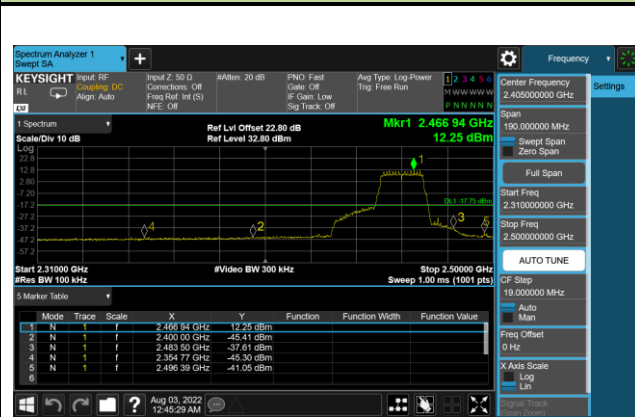 Spectrum Analyzer 1
Swept SA
Frequency
KEYSIGHT
RL
LXI
Input: RF
Coupling: DC
Align: Auto
Input Z: 50 Ω
Corrections: Off
Freq Ref: Int (S)
NFE: Off
#Atten: 20 dB
PNO: Fast
Gate: Off
IF Gain: Low
Sig Track: Off
Avg Type: Log-Power
Trig: Free Run
1 2 3 4 5 6
M W W W W W
P N N N N N
Center Frequency
2.405000000 GHz
Settings
Span
190.000000 MHz
Swept Span
Zero Span
Full Span
Start Freq
2.310000000 GHz
Stop Freq
2.500000000 GHz
AUTO TUNE
CF Step
19.000000 MHz
Auto
Man
Freq Offset
0 Hz
X Axis Scale
Log
Lin
Signal Track
(Span Zoom)
1 Spectrum
Scale/Div 10 dB
Log
Ref Lvl Offset 22.80 dB
Ref Level 32.80 dBm
Mkr1 2.466 94 GHz
12.25 dBm
22.8
12.8
2.80
-7.20
-17.2
-27.2
-37.2
-47.2
-57.2
DL1 -17.75 dBm
1
4
2
3
5
Start 2.31000 GHz
#Res BW 100 kHz
#Video BW 300 kHz
Stop 2.50000 GHz
Sweep 1.00 ms (1001 pts)
5 Marker Table
Mode Trace Scale X Y Function Function Width Function Value
1 N 1 f 2.466 94 GHz 12.25 dBm
2 N 1 f 2.400 00 GHz -45.41 dBm
3 N 1 f 2.483 50 GHz -37.61 dBm
4 N 1 f 2.354 77 GHz -45.30 dBm
5 N 1 f 2.496 39 GHz -41.05 dBm
6
Aug 03, 2022
12:45:29 AM